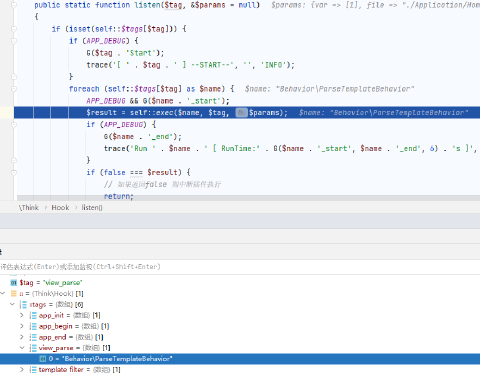 public static function listen($tag, &$params = null)  $params: {var => [1], file => "./Application/Hom
{
if (isset(self::$tags[$tag])) {
if (APP_DEBUG) {
G($tag . 'Start');
trace('[ ' . $tag . ' ] --START--', '', 'INFO');
}
foreach (self::$tags[$tag] as $name) {  $name: "Behavior\ParseTemplateBehavior"
APP_DEBUG && G($name . '_start');
$result = self::exec($name, $tag, $params);  $name: "Behavior\ParseTemplateBehavior"
if (APP_DEBUG) {
G($name . '_end');
trace('Run ' . $name . ' [ RunTime:' . G($name . '_start', $name . '_end', 6) . 's ]',
}
if (false === $result) {
// 如果返回false 则中断插件执行
return;
\Think › Hook › listen()
评估表达式(Enter)或添加监视(Ctrl+Shift+Enter)
$tag = "view_parse"
= {Think\Hook} [1]
$tags = {数组} [6]
app_init = {数组} [1]
app_begin = {数组} [1]
app_end = {数组} [1]
view_parse = {数组} [1]
0 = "Behavior\ParseTemplateBehavior"
template_filter = {数组} [1]